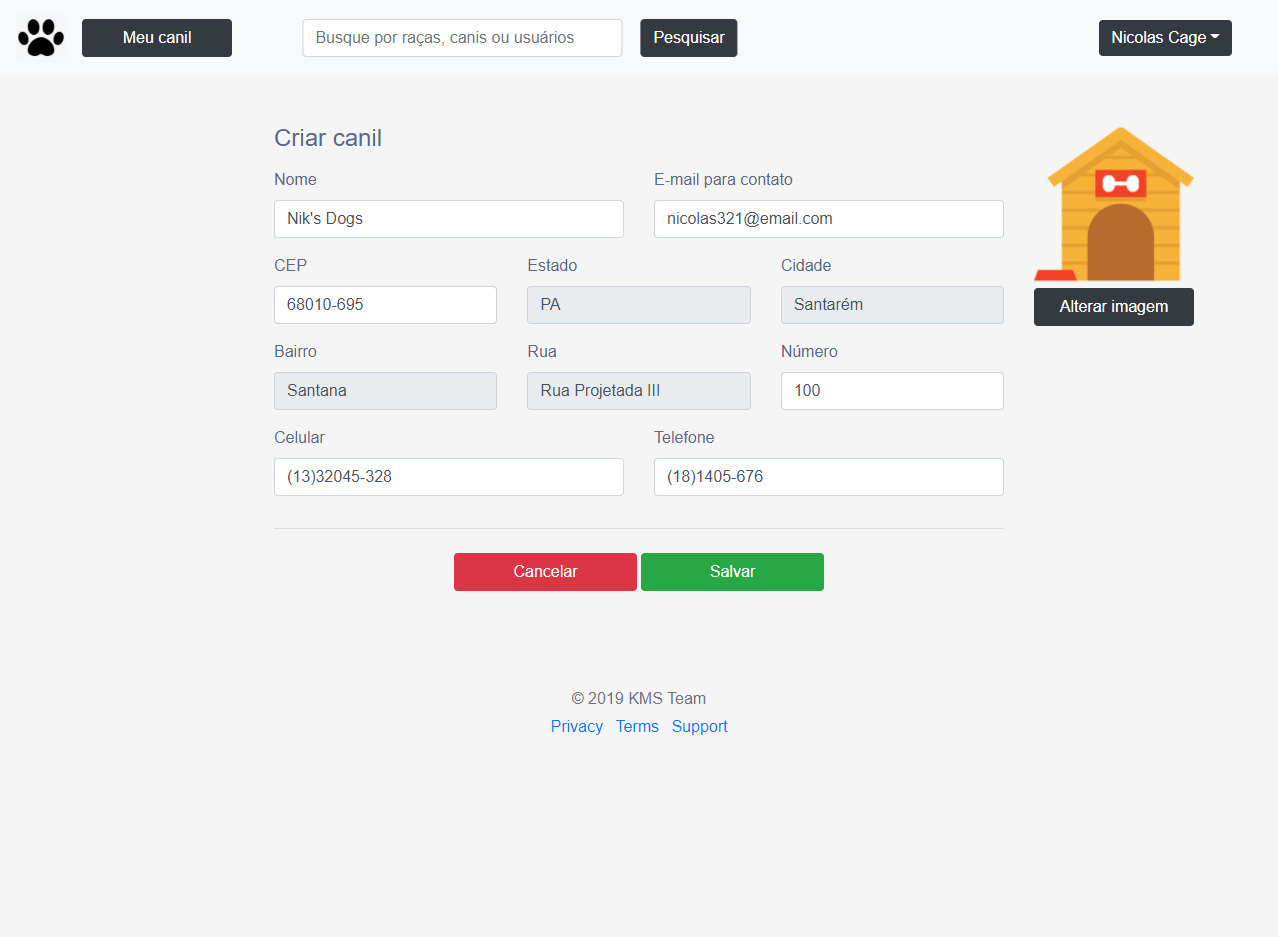 Meu canil
Busque por raças, canis ou usuários
Pesquisar
Nicolas Cage
Criar canil
Nome
E-mail para contato
Nik's Dogs
nicolas321@email.com
CEP
Estado
Cidade
68010-695
PA
Santarém
Alterar imagem
Bairro
Rua
Número
Santana
Rua Projetada III
100
Celular
Telefone
(13)32045-328
(18)1405-676
Cancelar
Salvar
© 2019 KMS Team
Privacy Terms Support